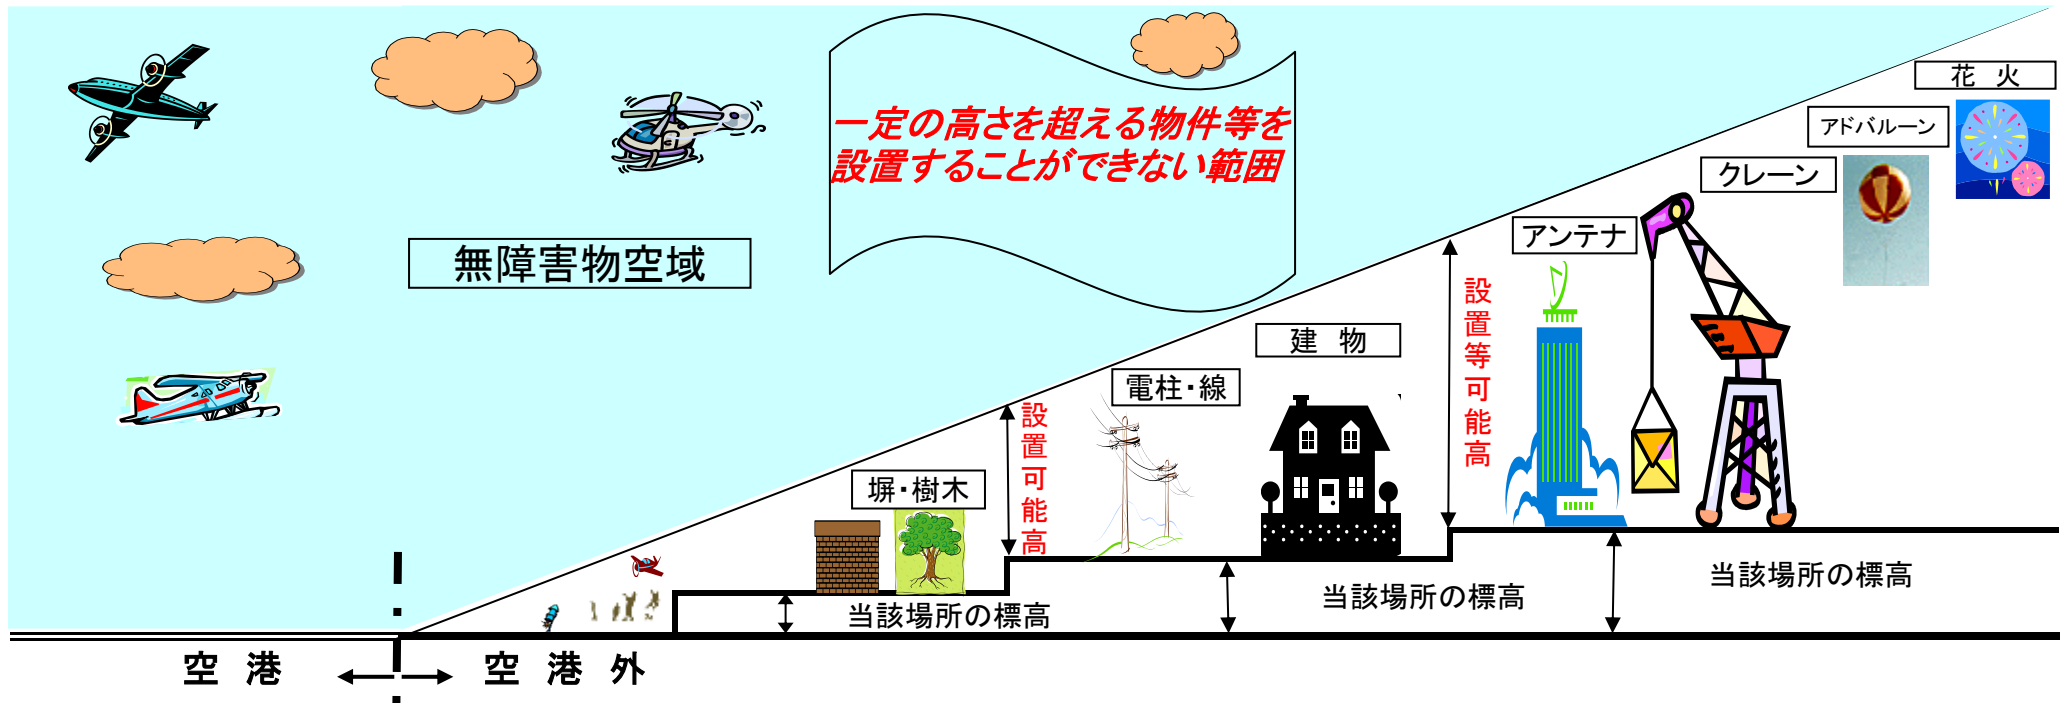 花 火
アドバルーン
一定の高さを超える物件等を
設置することができない範囲
クレーン
アンテナ
無障害物空域
設置等可能高
建 物
電柱・線
設置可能高
塀・樹木
当該場所の標高
当該場所の標高
当該場所の標高
空 港
空 港 外